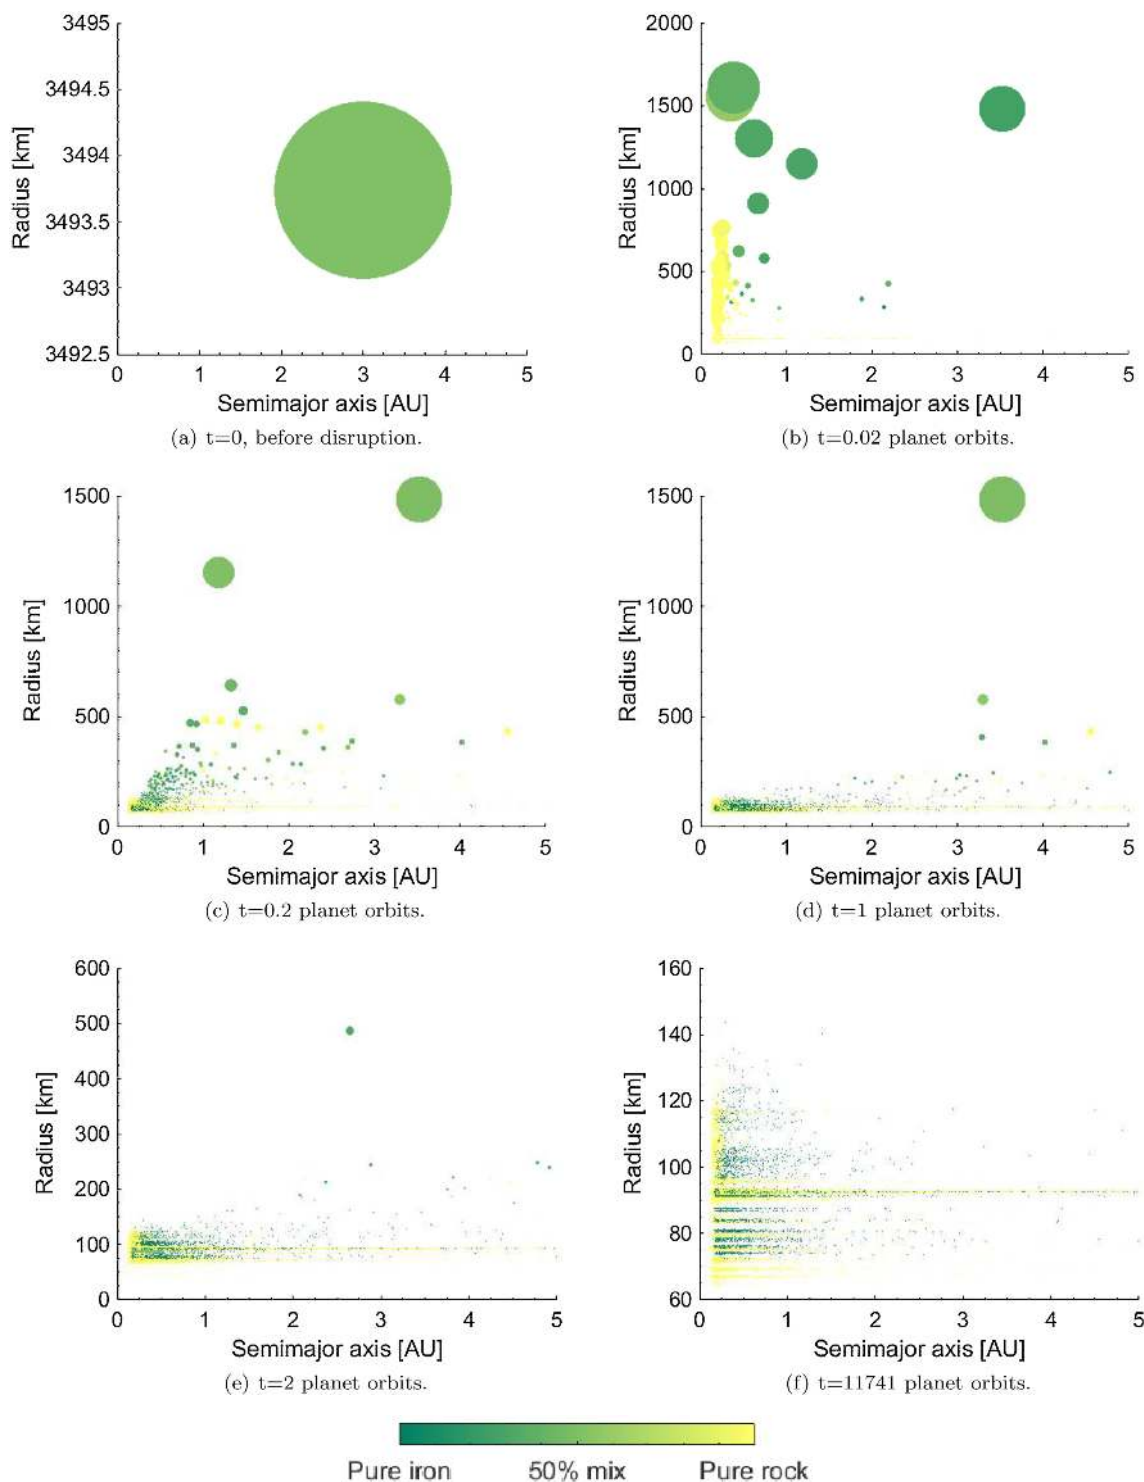 3495
3494.5
3494
3493.5
3493
3492.5
Radius [km]
0 1 2 3 4 5
Semimajor axis [AU]
(a) t=0, before disruption.
2000
1500
1000
500
0
Radius [km]
0 1 2 3 4 5
Semimajor axis [AU]
(b) t=0.02 planet orbits.
1500
1000
500
0
Radius [km]
0 1 2 3 4 5
Semimajor axis [AU]
(c) t=0.2 planet orbits.
1500
1000
500
0
Radius [km]
0 1 2 3 4 5
Semimajor axis [AU]
(d) t=1 planet orbits.
600
500
400
300
200
100
0
Radius [km]
0 1 2 3 4 5
Semimajor axis [AU]
(e) t=2 planet orbits.
160
140
120
100
80
60
Radius [km]
0 1 2 3 4 5
Semimajor axis [AU]
(f) t=11741 planet orbits.
Pure iron 50% mix Pure rock